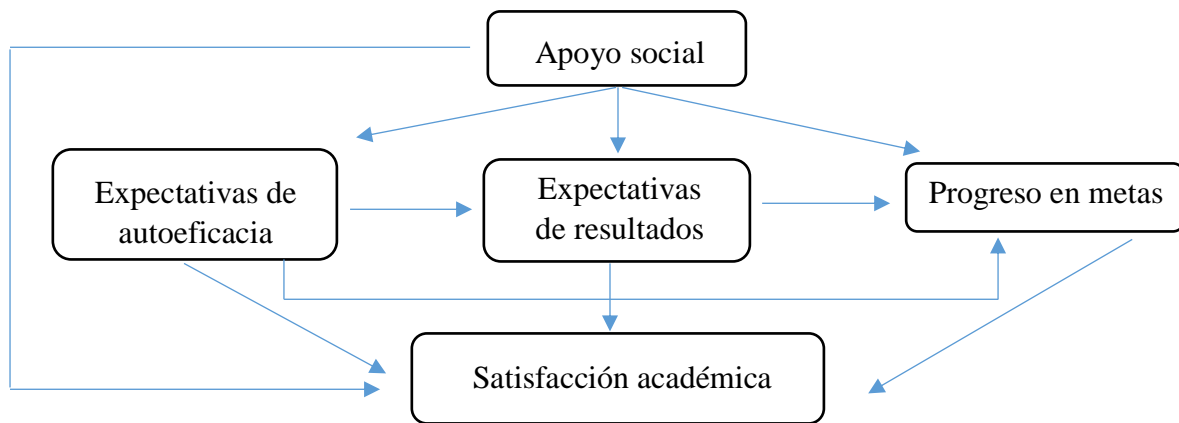 Apoyo social
Expectativas de
autoeficacia
Expectativas
de resultados
Progreso en metas
Satisfacción académica